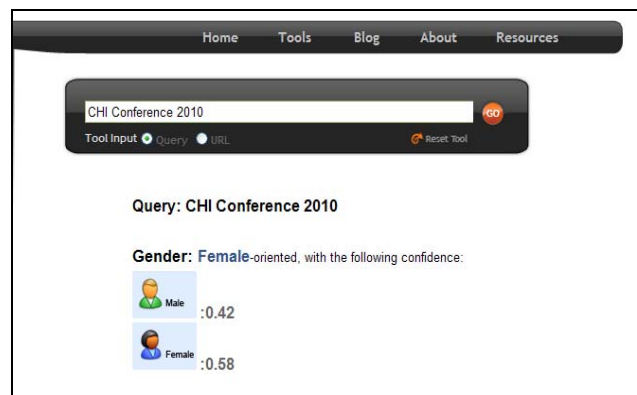 Home Tools Blog About Resources
CHI Conference 2010 GO
Tool Input Query URL Reset Tool
Query: CHI Conference 2010
Gender: Female-oriented, with the following confidence:
Male :0.42
Female :0.58